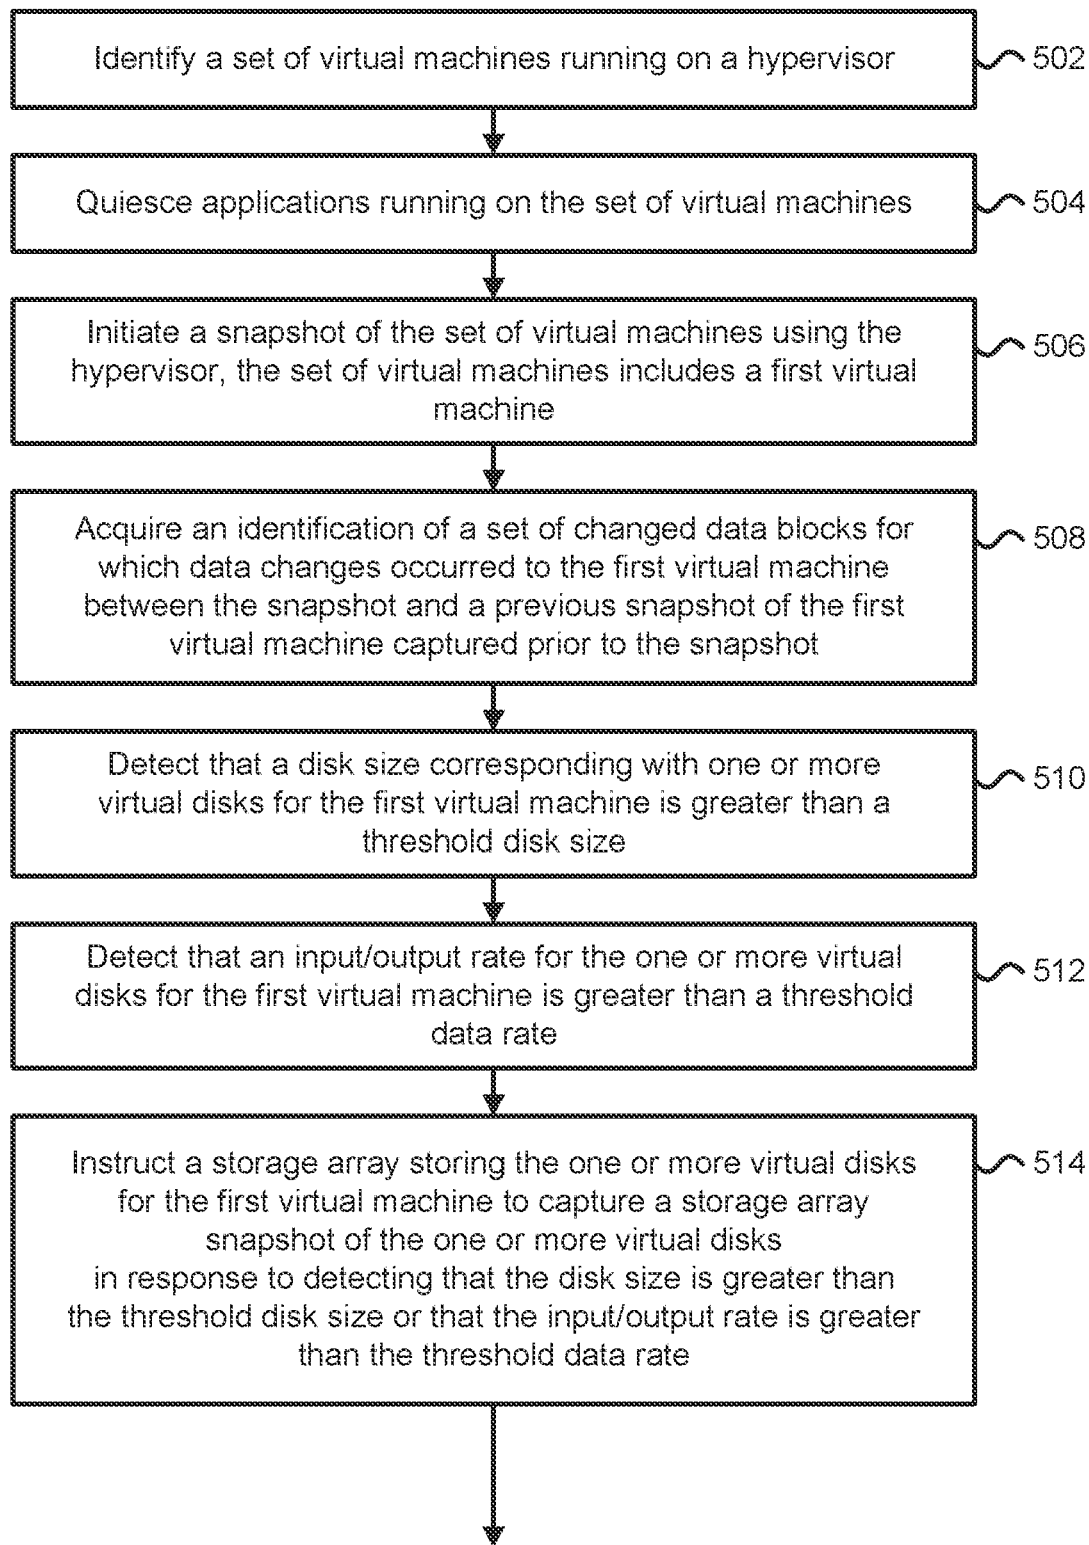 Identify a set of virtual machines running on a hypervisor
502
Quiesce applications running on the set of virtual machines
504
Initiate a snapshot of the set of virtual machines using the
hypervisor, the set of virtual machines includes a first virtual
machine
506
Acquire an identification of a set of changed data blocks for
which data changes occurred to the first virtual machine
between the snapshot and a previous snapshot of the first
virtual machine captured prior to the snapshot
508
Detect that a disk size corresponding with one or more
virtual disks for the first virtual machine is greater than a
threshold disk size
510
Detect that an input/output rate for the one or more virtual
disks for the first virtual machine is greater than a threshold
data rate
512
Instruct a storage array storing the one or more virtual disks
for the first virtual machine to capture a storage array
snapshot of the one or more virtual disks
in response to detecting that the disk size is greater than
the threshold disk size or that the input/output rate is greater
than the threshold data rate
514